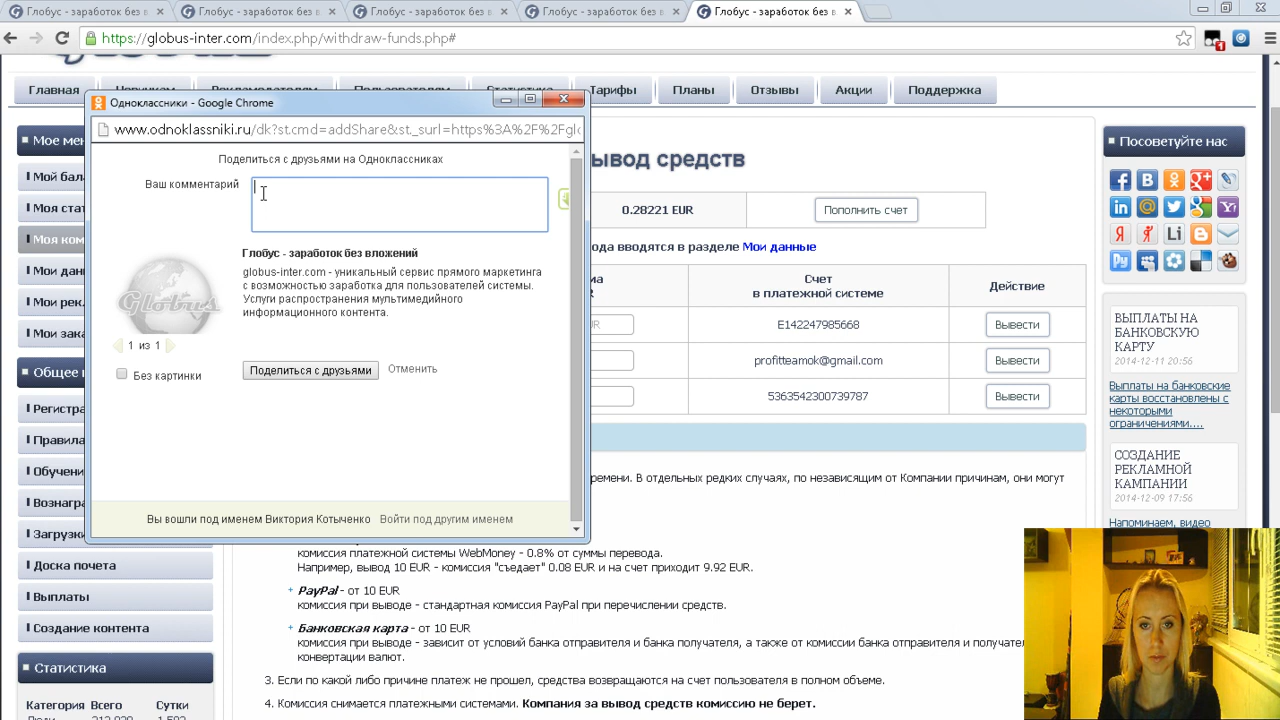 Глобус - заработок без в
Глобус - заработок без в
Глобус - заработок без в
Глобус - заработок без в
Глобус - заработок без в
https://globus-inter.com/index.php/withdraw-funds.php#
Главная
Тарифы
Планы
Отзывы
Акции
Поддержка
Одноклассники - Google Chrome
www.odnoklassniki.ru/dk?st.cmd=addShare&st._surl=https%3A%2F%2Fglo
Поделиться с друзьями на Одноклассниках
Ваш комментарий
Глобус - заработок без вложений
globus-inter.com - уникальный сервис прямого маркетинга
с возможностью заработка для пользователей системы.
Услуги распространения мультимедийного
информационного контента.
Globus
1 из 1
Без картинки
Поделиться с друзьями
Отменить
Вы вошли под именем Виктория Котыченко Войти под другим именем
Мое ме
Мой бал
Моя ста
Моя ком
Мои дан
Мои рек
Мои зака
Общее
Регистра
Правила
Обучени
Вознагр
Загрузк
Доска почета
Выплаты
Создание контента
Статистика
Категория Всего Сутки
ывод средств
0.28221 EUR
Пополнить счет
ода вводятся в разделе Мои данные
Счет
в платежной системе
Действие
E142247985668
Вывести
profitteamok@gmail.com
Вывести
5363542300739787
Вывести
ремени. В отдельных редких случаях, по независящим от Компании причинам, они могут
комиссия платежной системы WebMoney - 0.8% от суммы перевода.
Например, вывод 10 EUR - комиссия "съедает" 0.08 EUR и на счет приходит 9.92 EUR.
PayPal - от 10 EUR
комиссия при выводе - стандартная комиссия PayPal при перечислении средств.
Банковская карта - от 10 EUR
комиссия при выводе - зависит от условий банка отправителя и банка получателя, а также от комиссии банка отправителя и получател
конвертации валют.
3. Если по какой либо причине платеж не прошел, средства возвращаются на счет пользователя в полном объеме.
4. Комиссия снимается платежными системами. Компания за вывод средств комиссию не берет.
Посоветуйте нас
ВЫПЛАТЫ НА
БАНКОВСКУЮ
КАРТУ
2014-12-11 20:56
Выплаты на банковские
карты восстановлены с
некоторыми
ограничениями....
СОЗДАНИЕ
РЕКЛАМНОЙ
КАМПАНИИ
2014-12-09 17:56
Напоминаем, видео